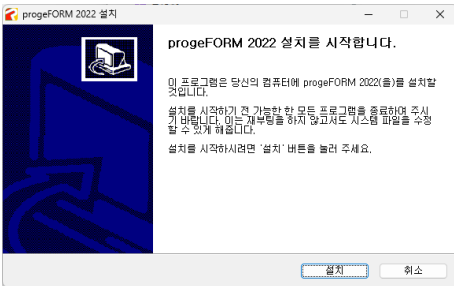 progeFORM 2022 설치
progeFORM 2022 설치를 시작합니다.
이 프로그램은 당신의 컴퓨터에 progeFORM 2022(을)를 설치할
것입니다.
설치를 시작하기 전 가능한 한 모든 프로그램을 종료하여 주시
기 바랍니다. 이는 재부팅을 하지 않고서도 시스템 파일을 수정
할 수 있게 해줍니다.
설치를 시작하시려면 '설치' 버튼을 눌러 주세요.
설치
취소